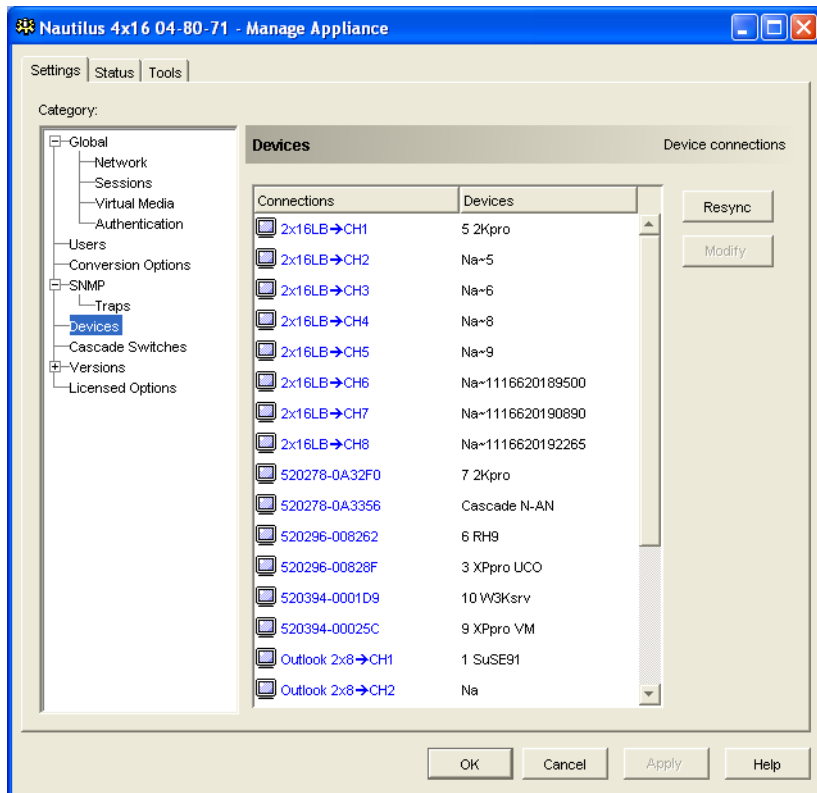 Nautilus 4x16 04-80-71 - Manage Appliance
Settings Status Tools
Category:
Global
Network
Sessions
Virtual Media
Authentication
Users
Conversion Options
SNMP
Traps
Devices
Cascade Switches
Versions
Licensed Options
Devices Device connections
Connections Devices
2x16LB→CH1 5 2Kpro
2x16LB→CH2 Na~5
2x16LB→CH3 Na~6
2x16LB→CH4 Na~8
2x16LB→CH5 Na~9
2x16LB→CH6 Na~1116620189500
2x16LB→CH7 Na~1116620190890
2x16LB→CH8 Na~1116620192265
520278-0A32F0 7 2Kpro
520278-0A3356 Cascade N-AN
520296-008262 6 RH9
520296-00828F 3 XPpro UCO
520394-0001D9 10 W3Ksrv
520394-00025C 9 XPpro VM
Outlook 2x8→CH1 1 SuSE91
Outlook 2x8→CH2 Na
Resync
Modify
OK Cancel Apply Help